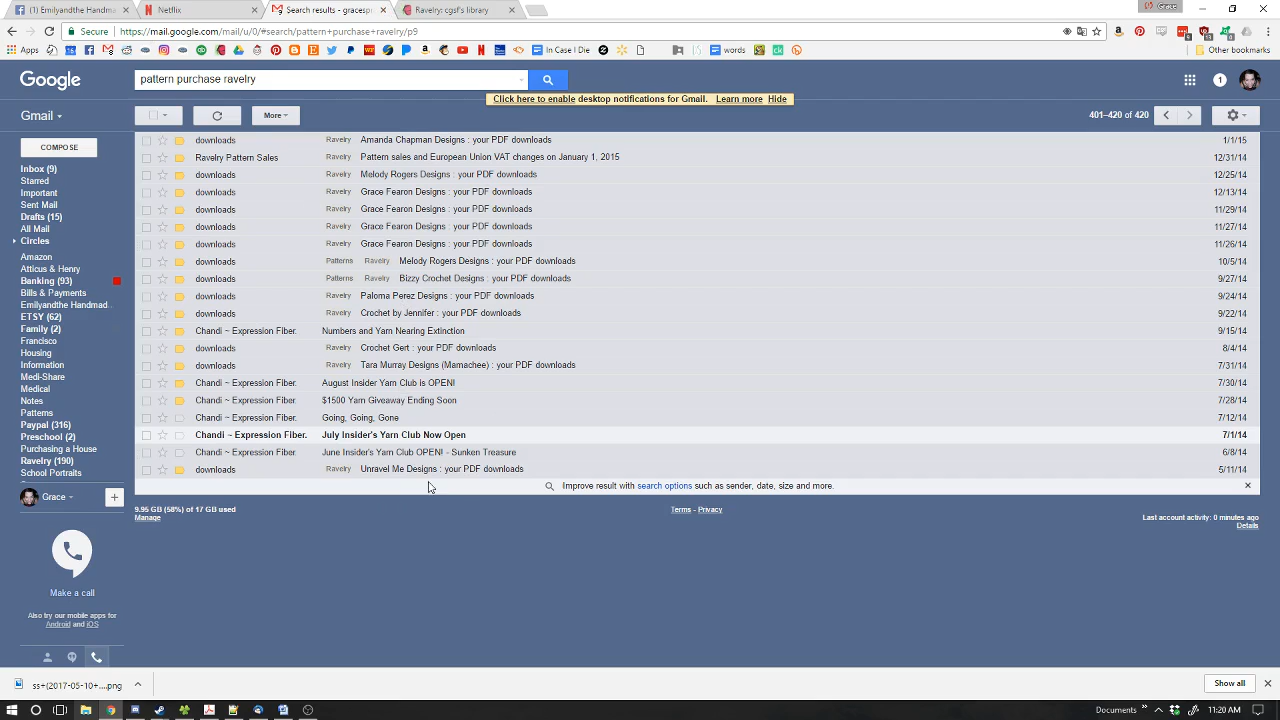 (1) Emilyandthe Handma
Netflix
Search results - gracesp
Ravelry: cgsf's library
Grace
Secure
https://mail.google.com/mail/u/0/#search/pattern+purchase+ravelry/p9
Apps
In Case I Die
words
Other bookmarks
Google
pattern purchase ravelry
1
Click here to enable desktop notifications for Gmail. Learn more Hide
Gmail
More
401–420 of 420
COMPOSE
Inbox (9)
Starred
Important
Sent Mail
Drafts (15)
All Mail
Circles
Amazon
Atticus & Henry
Banking (93)
Bills & Payments
Emilyandthe Handmad..
ETSY (62)
Family (2)
Francisco
Housing
Information
Medi-Share
Medical
Notes
Patterns
Paypal (316)
Preschool (2)
Purchasing a House
Ravelry (190)
School Portraits
downloads Ravelry Amanda Chapman Designs : your PDF downloads 1/1/15
Ravelry Pattern Sales Ravelry Pattern sales and European Union VAT changes on January 1, 2015 12/31/14
downloads Ravelry Melody Rogers Designs : your PDF downloads 12/25/14
downloads Ravelry Grace Fearon Designs : your PDF downloads 12/13/14
downloads Ravelry Grace Fearon Designs : your PDF downloads 11/29/14
downloads Ravelry Grace Fearon Designs : your PDF downloads 11/27/14
downloads Ravelry Grace Fearon Designs : your PDF downloads 11/26/14
downloads Patterns Ravelry Melody Rogers Designs : your PDF downloads 10/5/14
downloads Patterns Ravelry Bizzy Crochet Designs : your PDF downloads 9/27/14
downloads Ravelry Paloma Perez Designs : your PDF downloads 9/24/14
downloads Ravelry Crochet by Jennifer : your PDF downloads 9/22/14
Chandi ~ Expression Fiber. Numbers and Yarn Nearing Extinction 9/15/14
downloads Ravelry Crochet Gert : your PDF downloads 8/4/14
downloads Ravelry Tara Murray Designs (Mamachee) : your PDF downloads 7/31/14
Chandi ~ Expression Fiber. August Insider Yarn Club is OPEN! 7/30/14
Chandi ~ Expression Fiber. $1500 Yarn Giveaway Ending Soon 7/28/14
Chandi ~ Expression Fiber. Going, Going, Gone 7/12/14
Chandi ~ Expression Fiber. July Insider's Yarn Club Now Open 7/1/14
Chandi ~ Expression Fiber. June Insider's Yarn Club OPEN! - Sunken Treasure 6/8/14
downloads Ravelry Unravel Me Designs : your PDF downloads 5/11/14
Improve result with search options such as sender, date, size and more.
Grace
9.95 GB (58%) of 17 GB used
Manage
Terms - Privacy
Last account activity: 0 minutes ago
Details
Make a call
Also try our mobile apps for
Android and iOS
ss+(2017-05-10+....png
Show all
Documents
11:20 AM